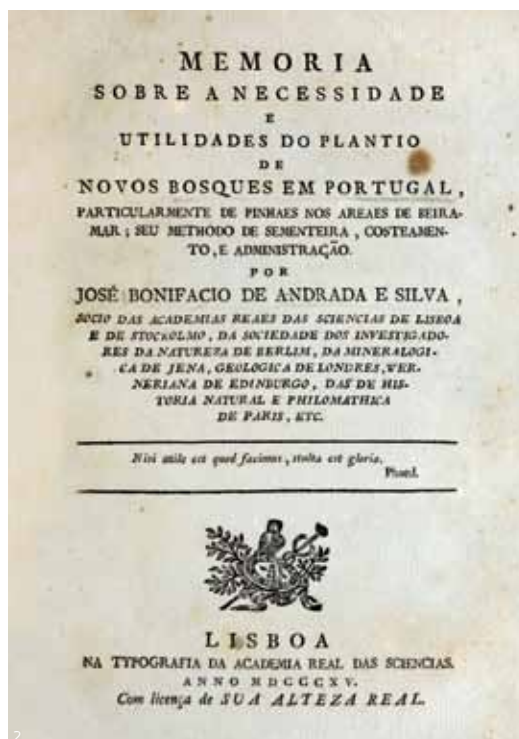 MEMORIA
SOBRE A NECESSIDADE
E
UTILIDADES DO PLANTIO
DE
NOVOS BOSQUES EM PORTUGAL,
PARTICULARMENTE DE PINHAES NOS AREAES DE BEIRA-
MAR; SEU METHODO DE SEMENTEIRA, COSTEAMEN-
TO, E ADMINISTRAÇÃO.
POR
JOSÉ BONIFACIO DE ANDRADA E SILVA,
SOCIO DAS ACADEMIAS REAES DAS SCIENCIAS DE LISBOA
E DE STOCKOLMO, DA SOCIEDADE DOS INVESTIGADO-
RES DA NATUREZA DE BERLIM, DA MINERALOGI-
CA DE JENA, GEOLOGICA DE LONDRES, WER-
NERIANA DE EDINBURGO, DAS DE HIS-
TORIA NATURAL E PHILOMATHICA
DE PARIS, ETC.
Nisi utile est quod facimus, stulta est gloria.
Phaed.
LISBOA
NA TYPOGRAFIA DA ACADEMIA REAL DAS SCIENCIAS.
ANNO MDCCCXV.
Com licença de SUA ALTEZA REAL.
2